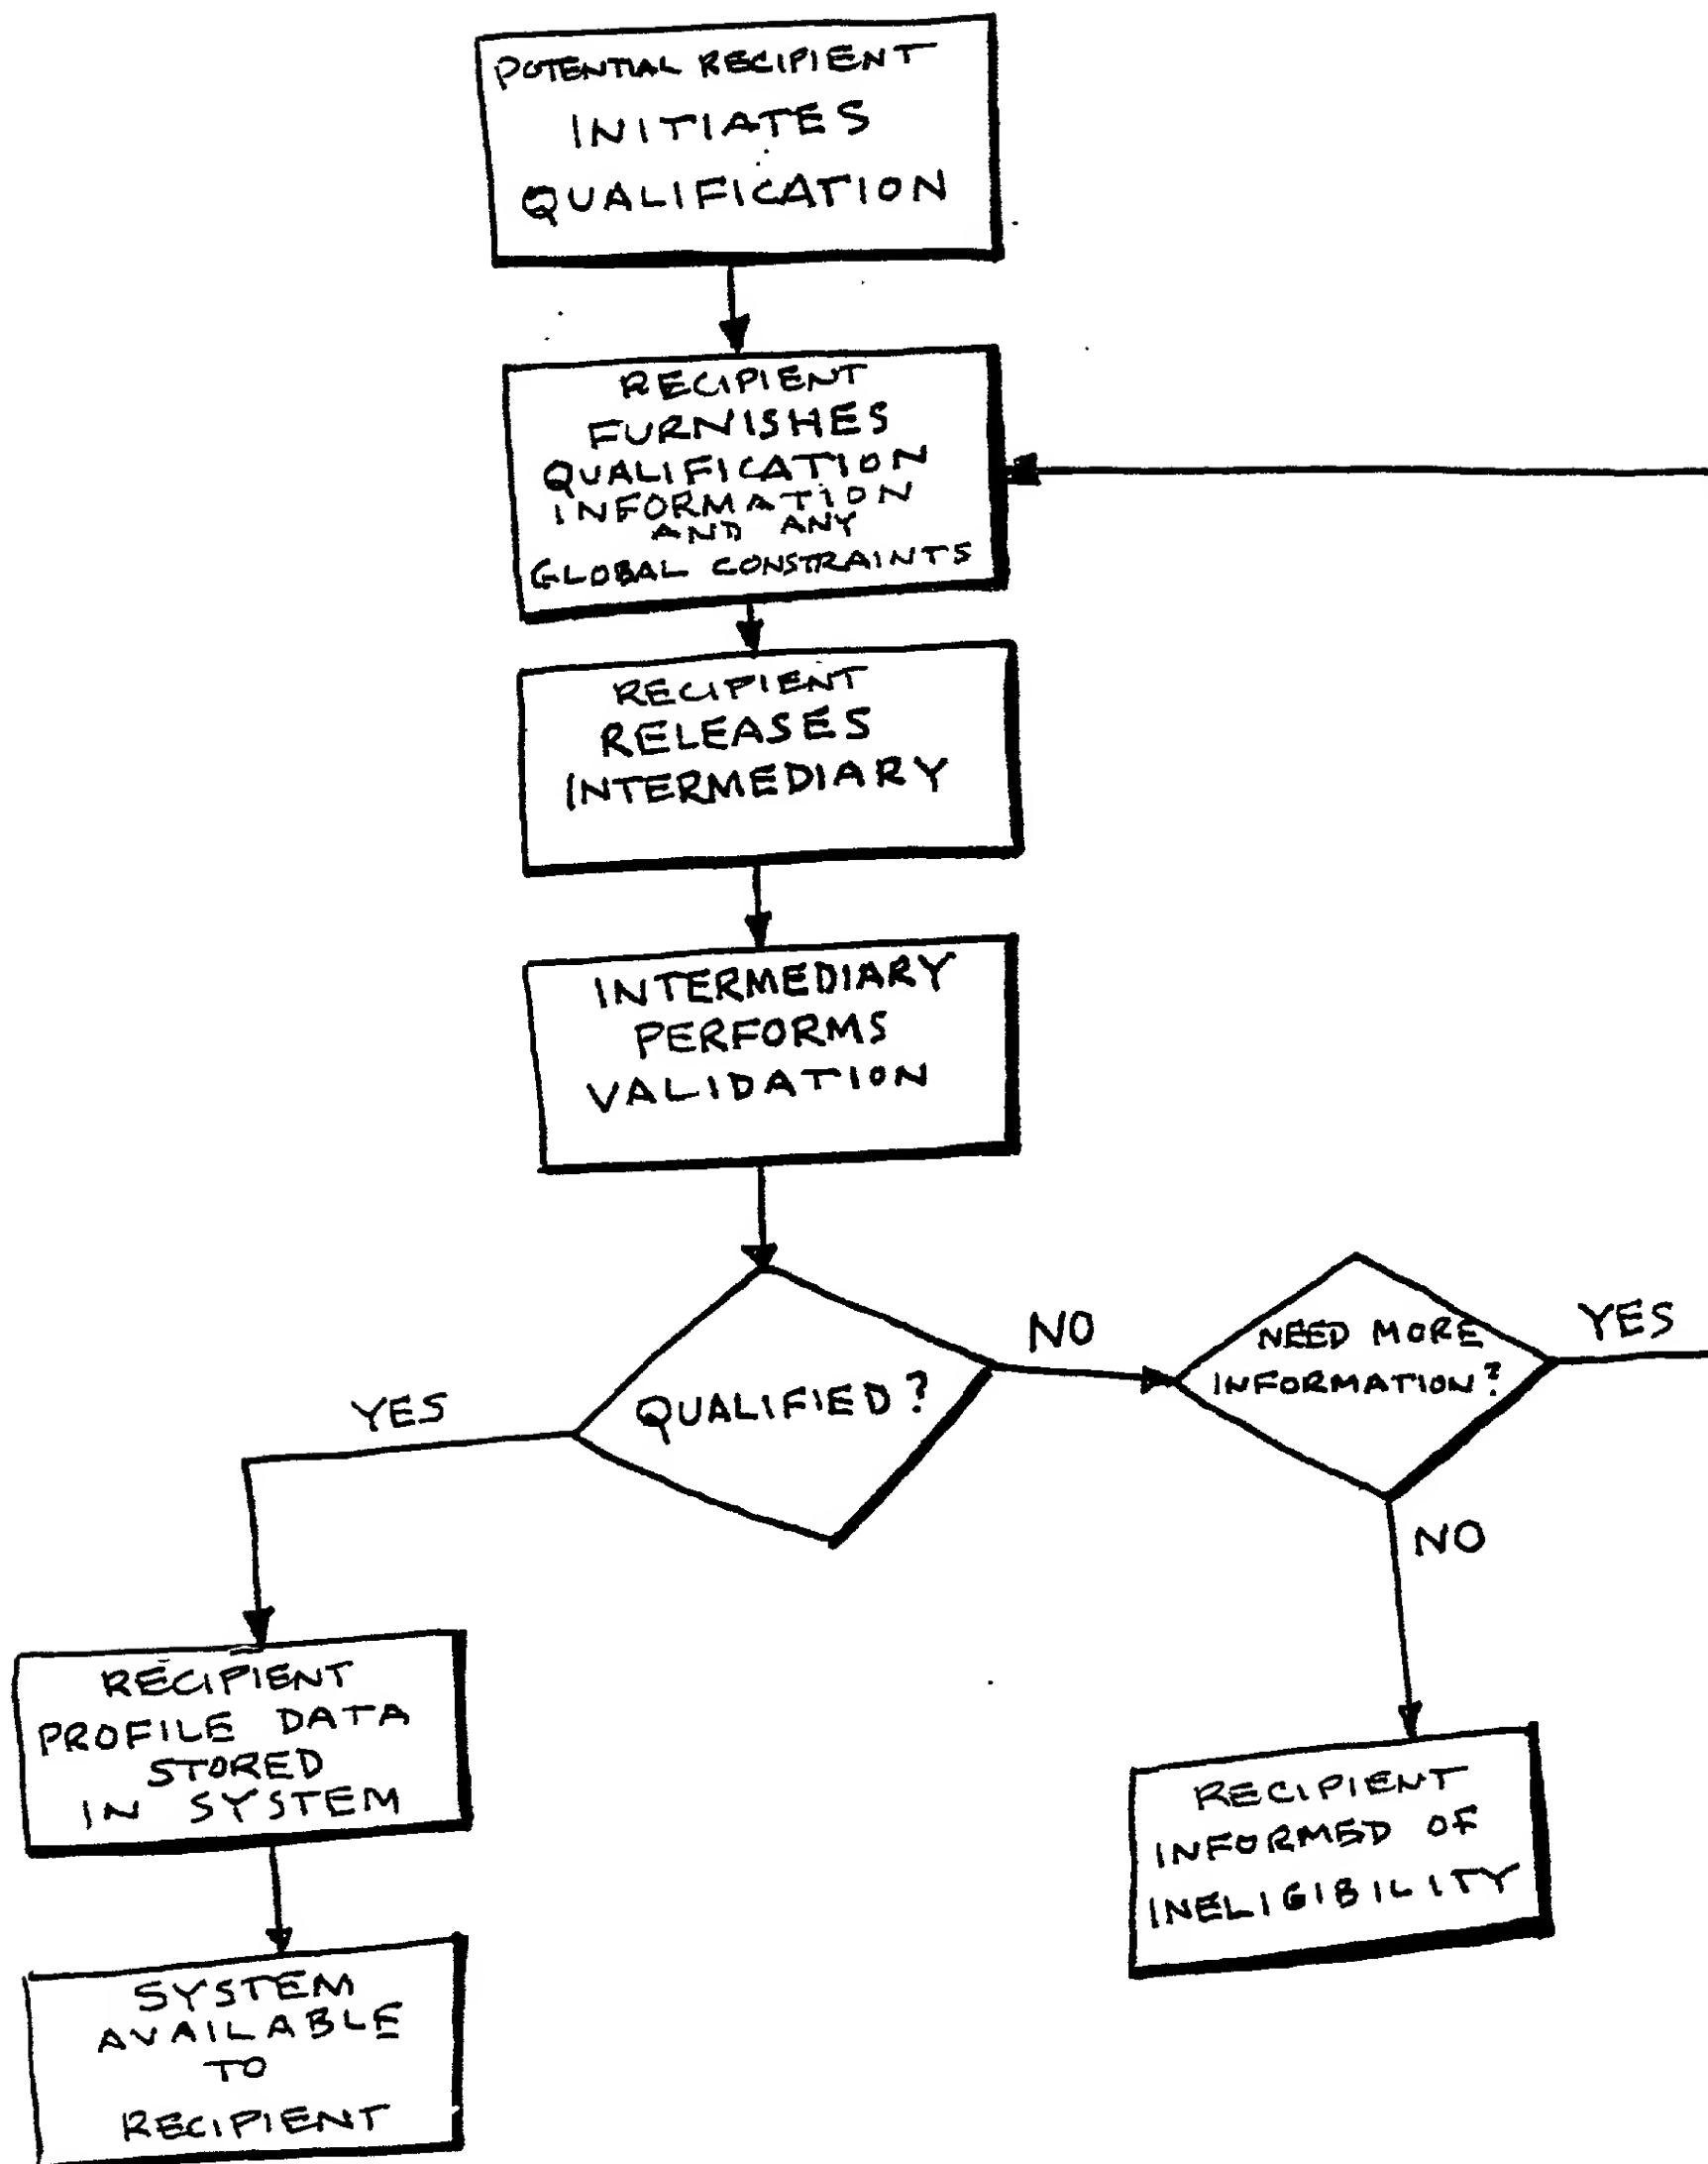 POTENTIAL RECIPIENT
INITIATES
QUALIFICATION
RECIPIENT
FURNISHES
QUALIFICATION
INFORMATION
AND ANY
GLOBAL CONSTRAINTS
RECIPIENT
RELEASES
INTERMEDIARY
INTERMEDIARY
PERFORMS
VALIDATION
QUALIFIED?
NO
NEED MORE
INFORMATION?
YES
YES
NO
RECIPIENT
PROFILE DATA
STORED
IN SYSTEM
RECIPIENT
INFORMED OF
INELIGIBILITY
SYSTEM
AVAILABLE
TO
RECIPIENT